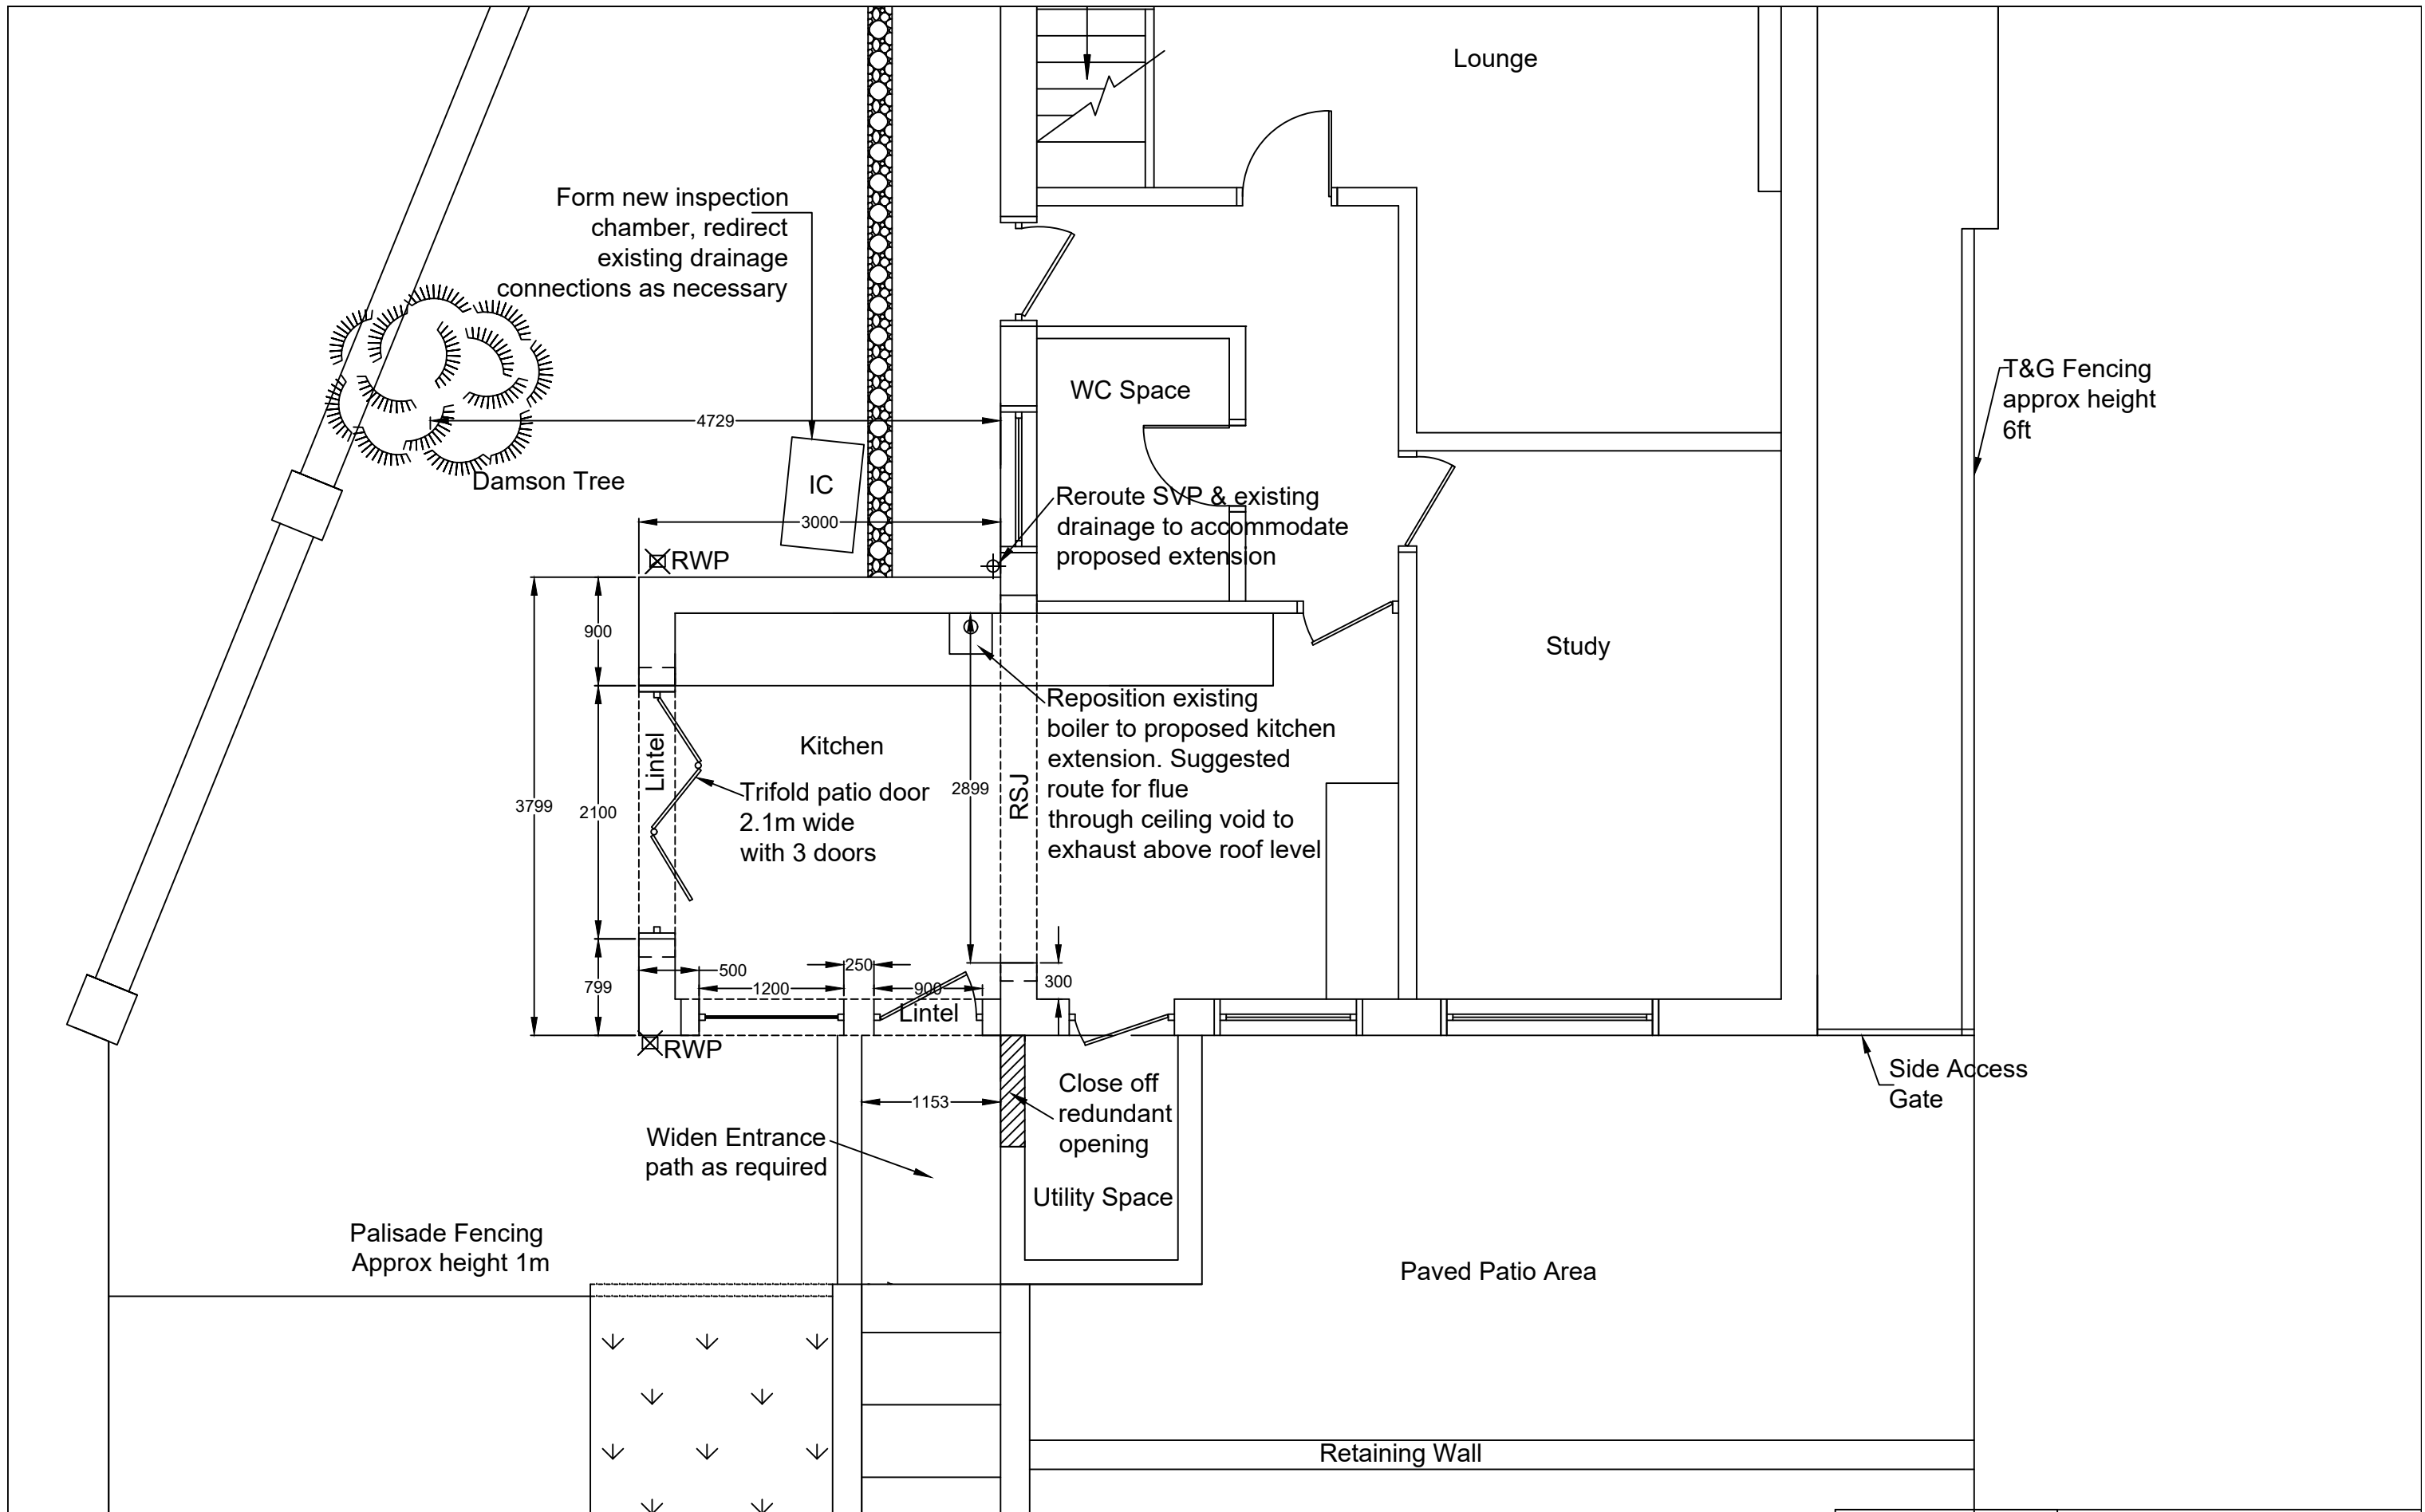 Lounge
Form new inspection
chamber, redirect
existing drainage
connections as necessary
T&G Fencing
approx height
6ft
WC Space
4729
Damson Tree
IC
3000
Reroute SVP & existing
drainage to accommodate
proposed extension
RWP
900
Study
Reposition existing
boiler to proposed kitchen
extension. Suggested
route for flue
through ceiling void to
exhaust above roof level
Kitchen
Lintel
Trifold patio door
2.1m wide
with 3 doors
2899
RSJ
3799
2100
500
250
1200
900
300
799
Lintel
RWP
Side Access
Gate
Close off
redundant
opening
1153
Widen Entrance
path as required
Utility Space
Palisade Fencing
Approx height 1m
Paved Patio Area
Retaining Wall